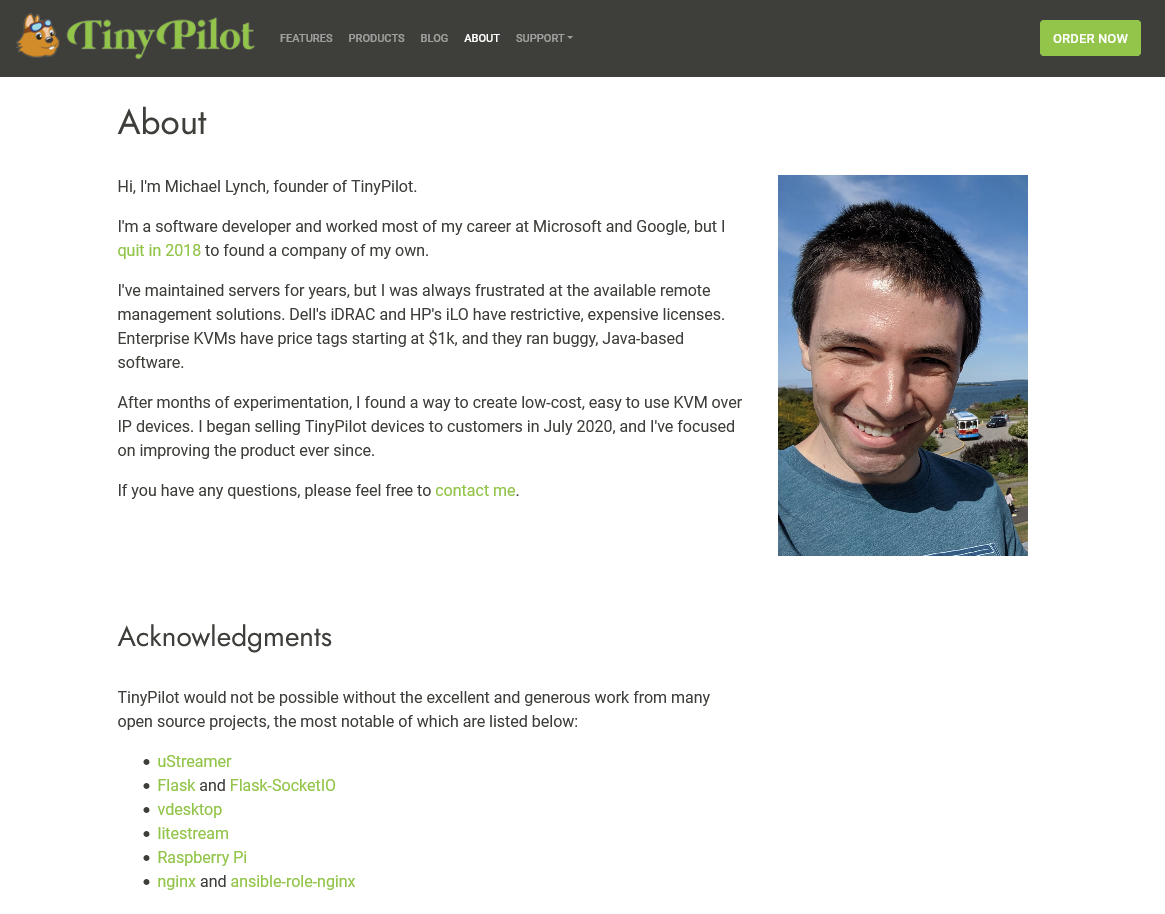 TinyPilot FEATURES PRODUCTS BLOG ABOUT SUPPORT ORDER NOW
About
Hi, I'm Michael Lynch, founder of TinyPilot.
I'm a software developer and worked most of my career at Microsoft and Google, but I
quit in 2018 to found a company of my own.
I've maintained servers for years, but I was always frustrated at the available remote
management solutions. Dell's iDRAC and HP's iLO have restrictive, expensive licenses.
Enterprise KVMs have price tags starting at $1k, and they ran buggy, Java-based
software.
After months of experimentation, I found a way to create low-cost, easy to use KVM over
IP devices. I began selling TinyPilot devices to customers in July 2020, and I've focused
on improving the product ever since.
If you have any questions, please feel free to contact me.
Acknowledgments
TinyPilot would not be possible without the excellent and generous work from many
open source projects, the most notable of which are listed below:
• uStreamer
• Flask and Flask-SocketIO
• vdesktop
• litestream
• Raspberry Pi
• nginx and ansible-role-nginx